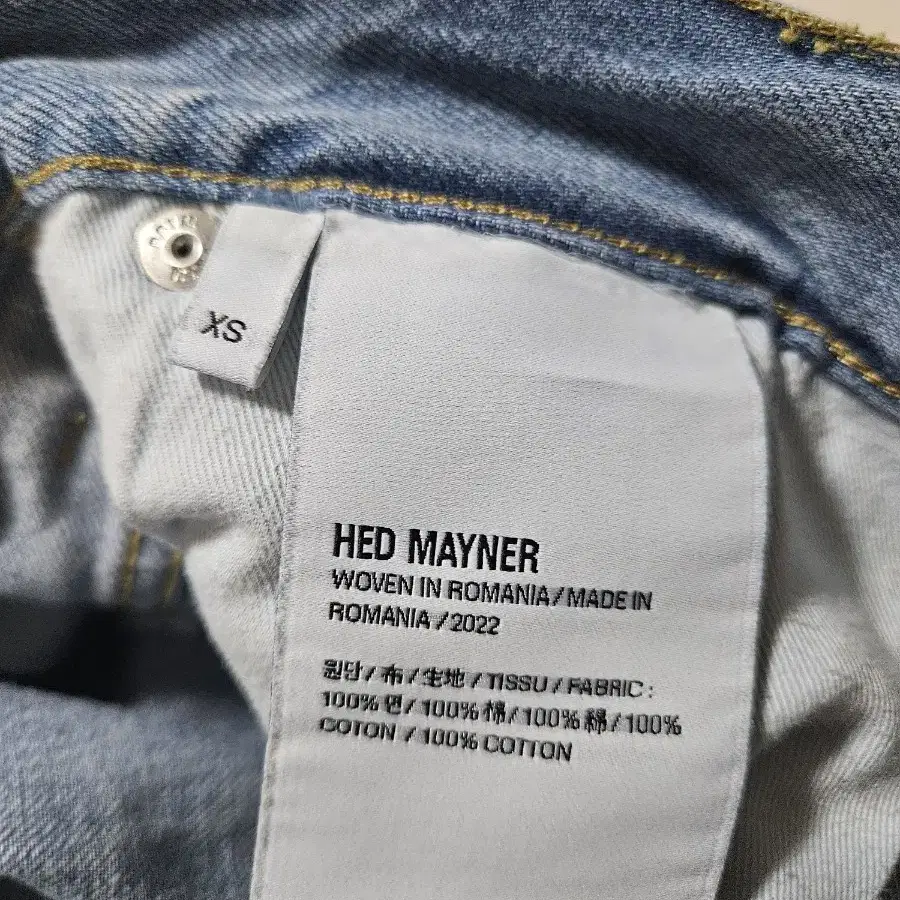 XS
HED MAYNER
WOVEN IN ROMANIA / MADE IN
ROMANIA / 2022
원단 / 布 / 生地 / TISSU / FABRIC :
100% 면 / 100% 棉 / 100% 綿 / 100%
COTON / 100% COTTON